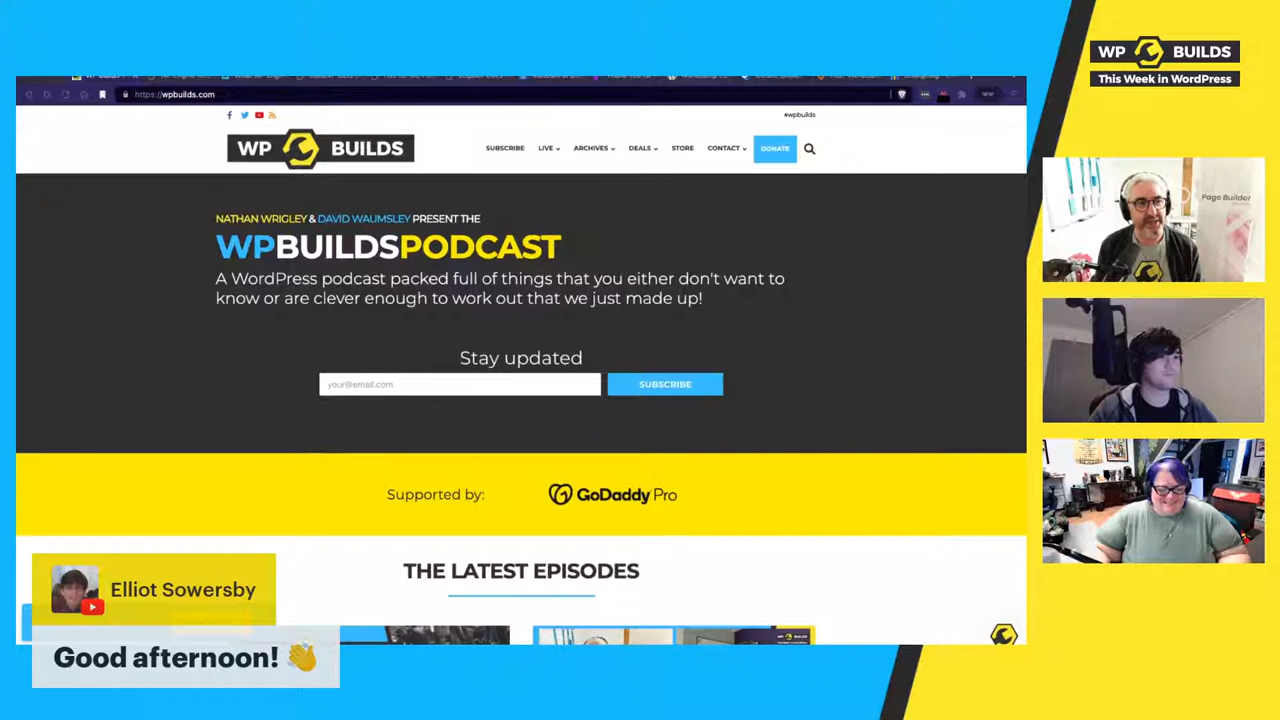 WP BUILDS
This Week in WordPress
https://wpbuilds.com
#wpbuilds
WP BUILDS
SUBSCRIBE LIVE ARCHIVES DEALS STORE CONTACT DONATE
NATHAN WRIGLEY & DAVID WAUMSLEY PRESENT THE
WPBUILDSPODCAST
A WordPress podcast packed full of things that you either don't want to
know or are clever enough to work out that we just made up!
Stay updated
your@email.com
SUBSCRIBE
Supported by: GoDaddy Pro
THE LATEST EPISODES
Elliot Sowersby
Good afternoon! 👋
Page Builder